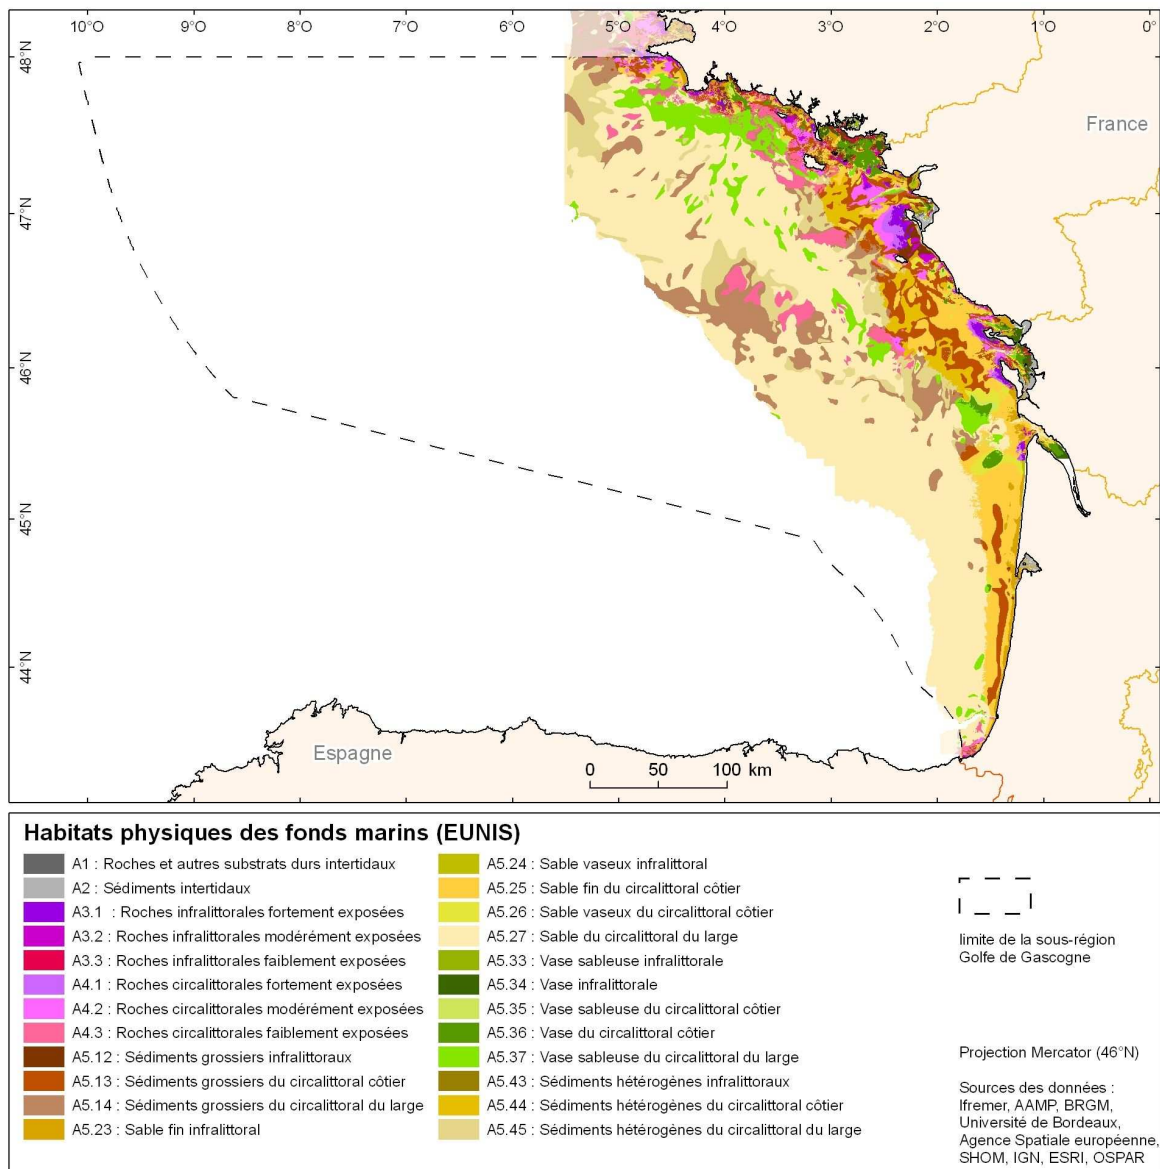 10°O 9°O 8°O 7°O 6°O 5°O 4°O 3°O 2°O 1°O 0°
48°N
France
47°N
46°N
45°N
44°N
Espagne
0 50 100 km
Habitats physiques des fonds marins (EUNIS)
A1 : Roches et autres substrats durs intertidaux
A2 : Sédiments intertidaux
A3.1 : Roches infralittorales fortement exposées
A3.2 : Roches infralittorales modérément exposées
A3.3 : Roches infralittorales faiblement exposées
A4.1 : Roches circalittorales fortement exposées
A4.2 : Roches circalittorales modérément exposées
A4.3 : Roches circalittorales faiblement exposées
A5.12 : Sédiments grossiers infralittoraux
A5.13 : Sédiments grossiers du circalittoral côtier
A5.14 : Sédiments grossiers du circalittoral du large
A5.23 : Sable fin infralittoral
A5.24 : Sable vaseux infralittoral
A5.25 : Sable fin du circalittoral côtier
A5.26 : Sable vaseux du circalittoral côtier
A5.27 : Sable du circalittoral du large
A5.33 : Vase sableuse infralittorale
A5.34 : Vase infralittorale
A5.35 : Vase sableuse du circalittoral côtier
A5.36 : Vase du circalittoral côtier
A5.37 : Vase sableuse du circalittoral du large
A5.43 : Sédiments hétérogènes infralittoraux
A5.44 : Sédiments hétérogènes du circalittoral côtier
A5.45 : Sédiments hétérogènes du circalittoral du large
limite de la sous-région
Golfe de Gascogne
Projection Mercator (46°N)
Sources des données :
Ifremer, AAMP, BRGM,
Université de Bordeaux,
Agence Spatiale européenne,
SHOM, IGN, ESRI, OSPAR